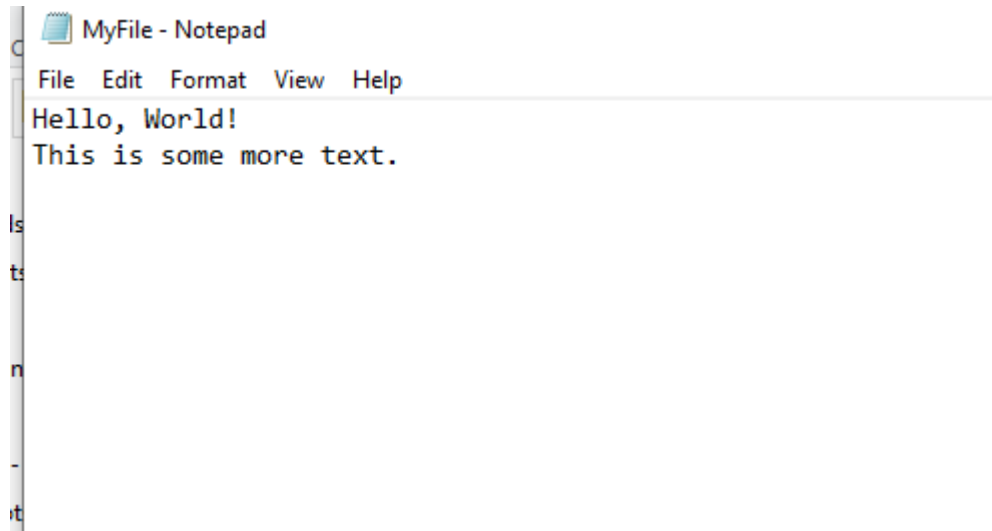 MyFile - Notepad
File Edit Format View Help
Hello, World!
This is some more text.